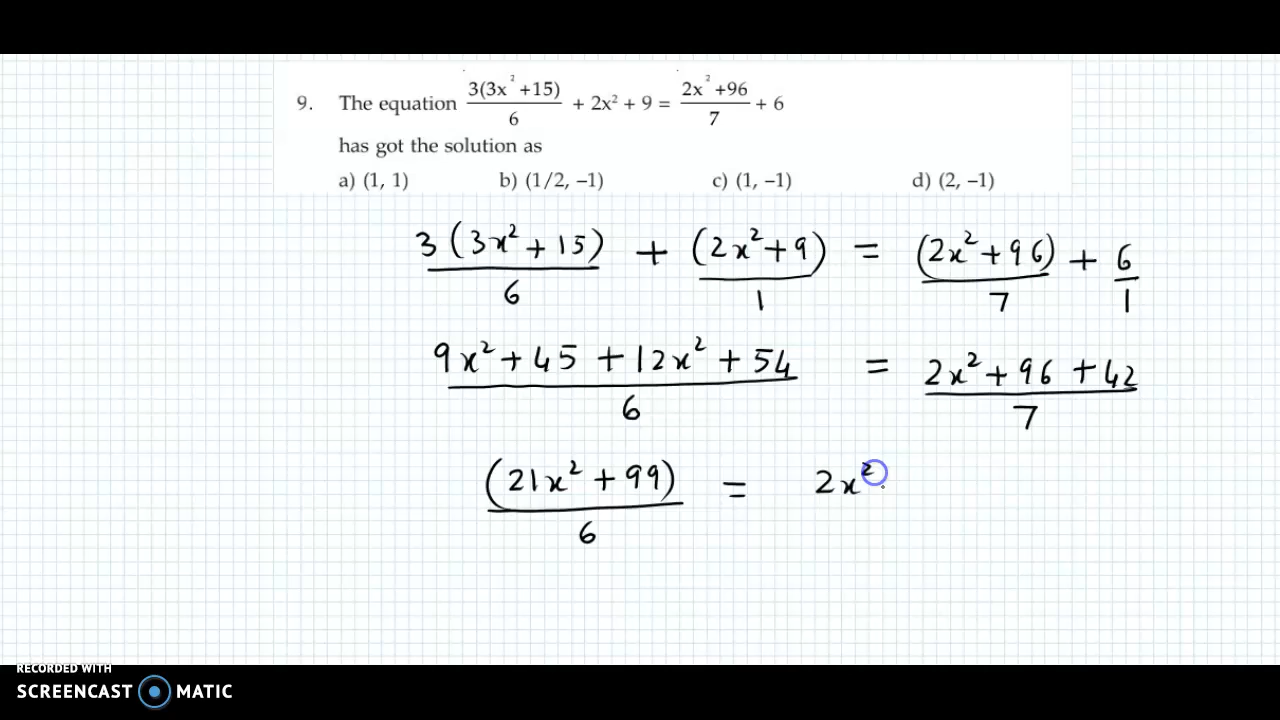 9. The equation 3(3x²+15)/6 + 2x² + 9 = 2x²+96/7 + 6
has got the solution as
a) (1, 1) b) (1/2, –1) c) (1, –1) d) (2, –1)
3(3x²+15)/6 + (2x²+9)/1 = (2x²+96)/7 + 6/1
9x²+45+12x²+54/6 = 2x²+96+42/7
(21x²+99)/6 = 2x²
RECORDED WITH
SCREENCAST MATIC